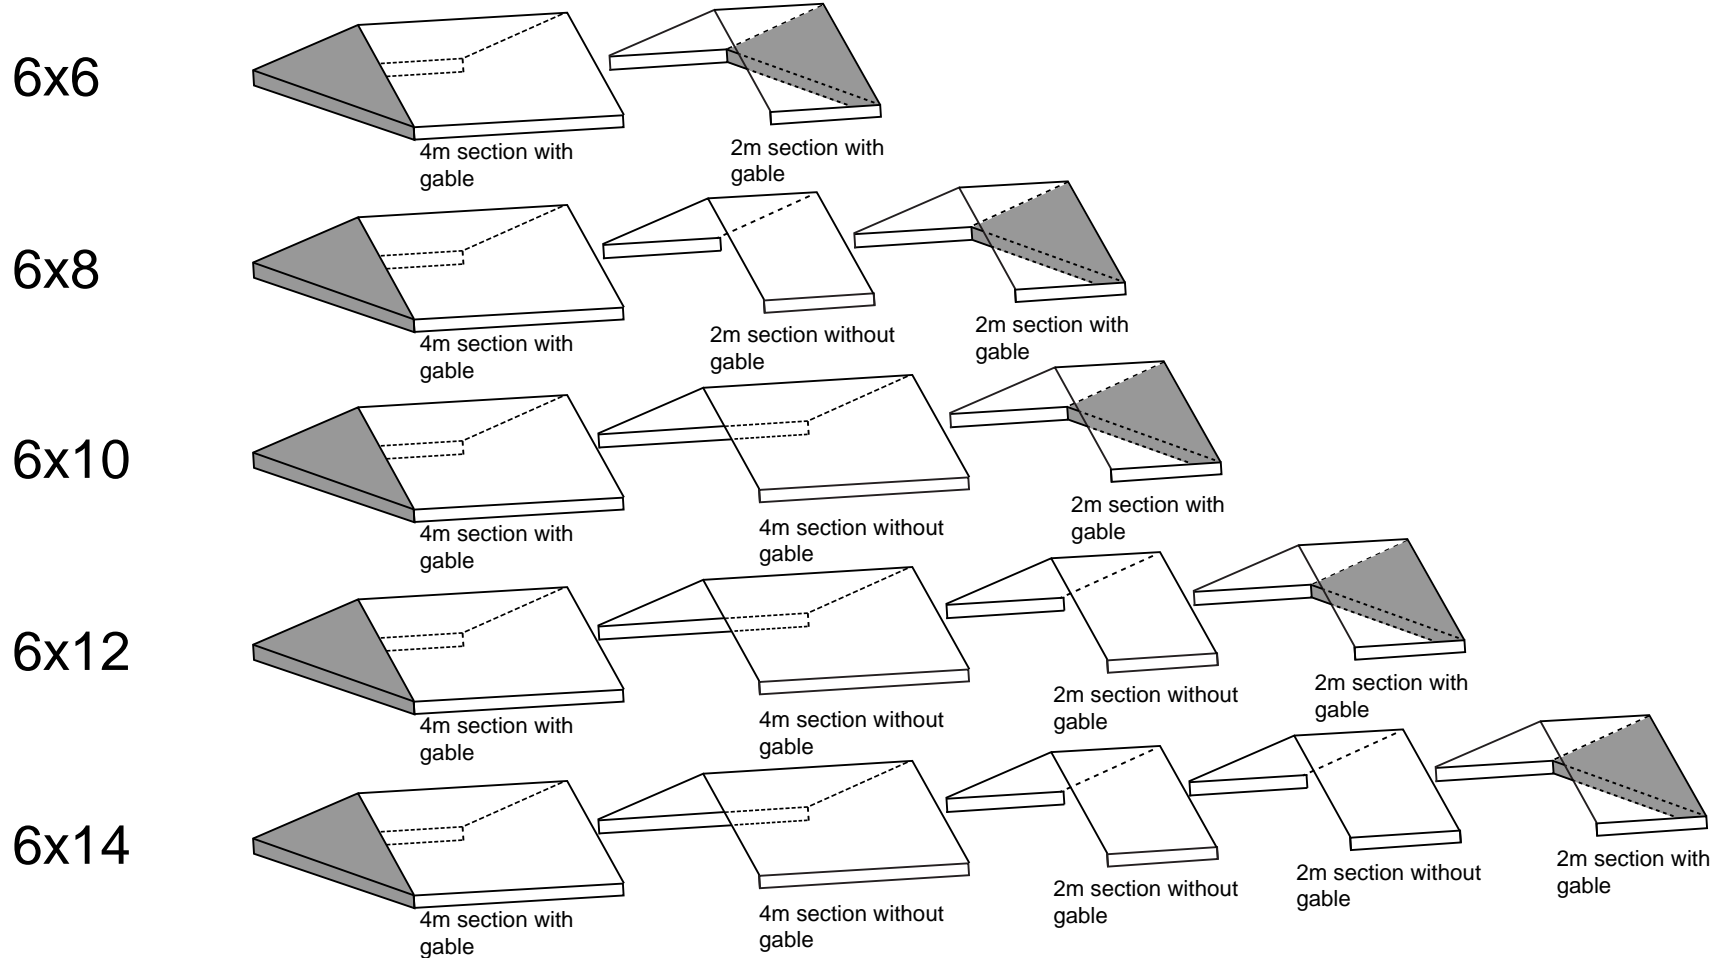 6x6
4m section with
gable
2m section with
gable
6x8
4m section with
gable
2m section without
gable
2m section with
gable
6x10
4m section with
gable
4m section without
gable
2m section with
gable
6x12
4m section with
gable
4m section without
gable
2m section without
gable
2m section with
gable
6x14
4m section with
gable
4m section without
gable
2m section without
gable
2m section without
gable
2m section with
gable